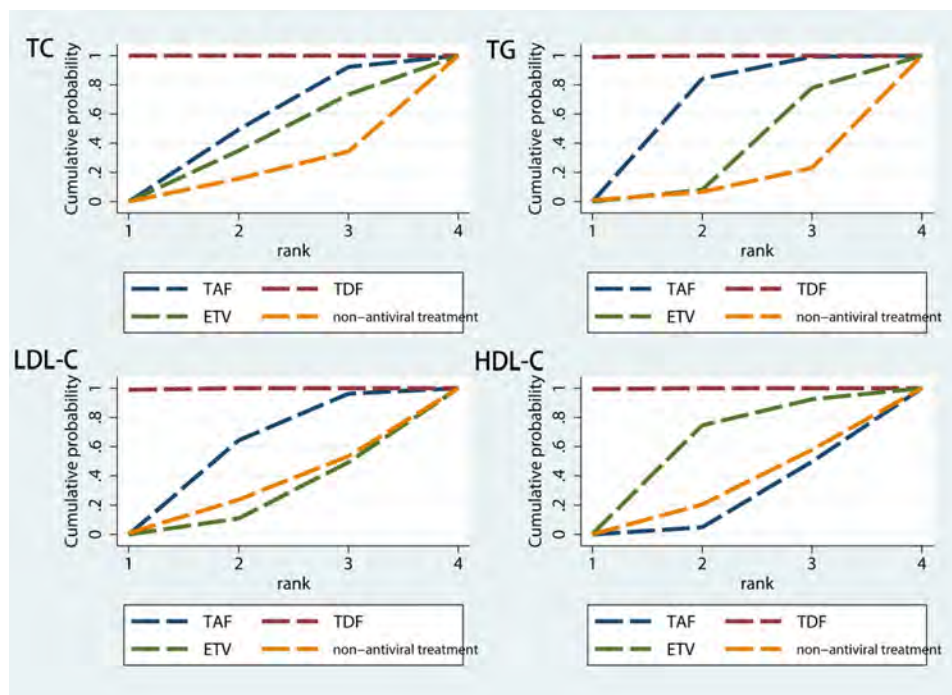 TC
Cumulative probability
1
.8
.6
.4
.2
0
1 2 3 4
rank
TAF TDF
ETV non-antiviral treatment
TG
Cumulative probability
1
.8
.6
.4
.2
0
1 2 3 4
rank
TAF TDF
ETV non-antiviral treatment
LDL-C
Cumulative probability
1
.8
.6
.4
.2
0
1 2 3 4
rank
TAF TDF
ETV non-antiviral treatment
HDL-C
Cumulative probability
1
.8
.6
.4
.2
0
1 2 3 4
rank
TAF TDF
ETV non-antiviral treatment